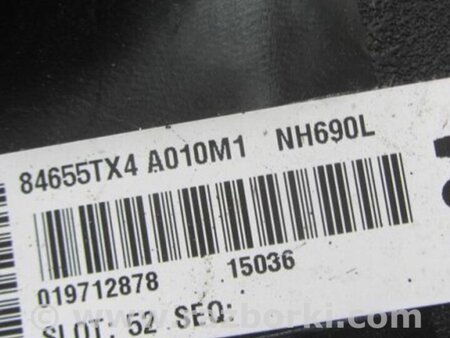 84655TX4 A010M1 NH690L
019712878 15036
SLOT: 52 SEQ: